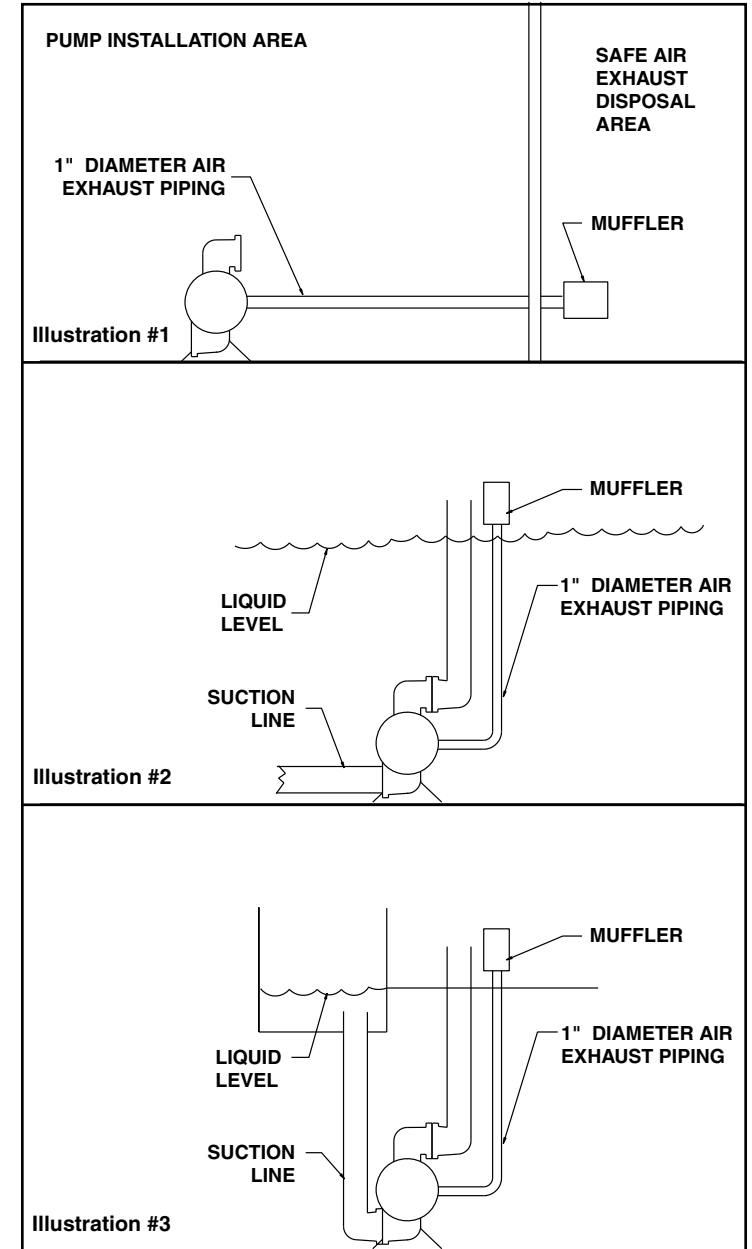 PUMP INSTALLATION AREA
SAFE AIR
EXHAUST
DISPOSAL
AREA
1" DIAMETER AIR
EXHAUST PIPING
MUFFLER
Illustration #1
MUFFLER
LIQUID
LEVEL
1" DIAMETER AIR
EXHAUST PIPING
SUCTION
LINE
Illustration #2
MUFFLER
LIQUID
LEVEL
1" DIAMETER AIR
EXHAUST PIPING
SUCTION
LINE
Illustration #3